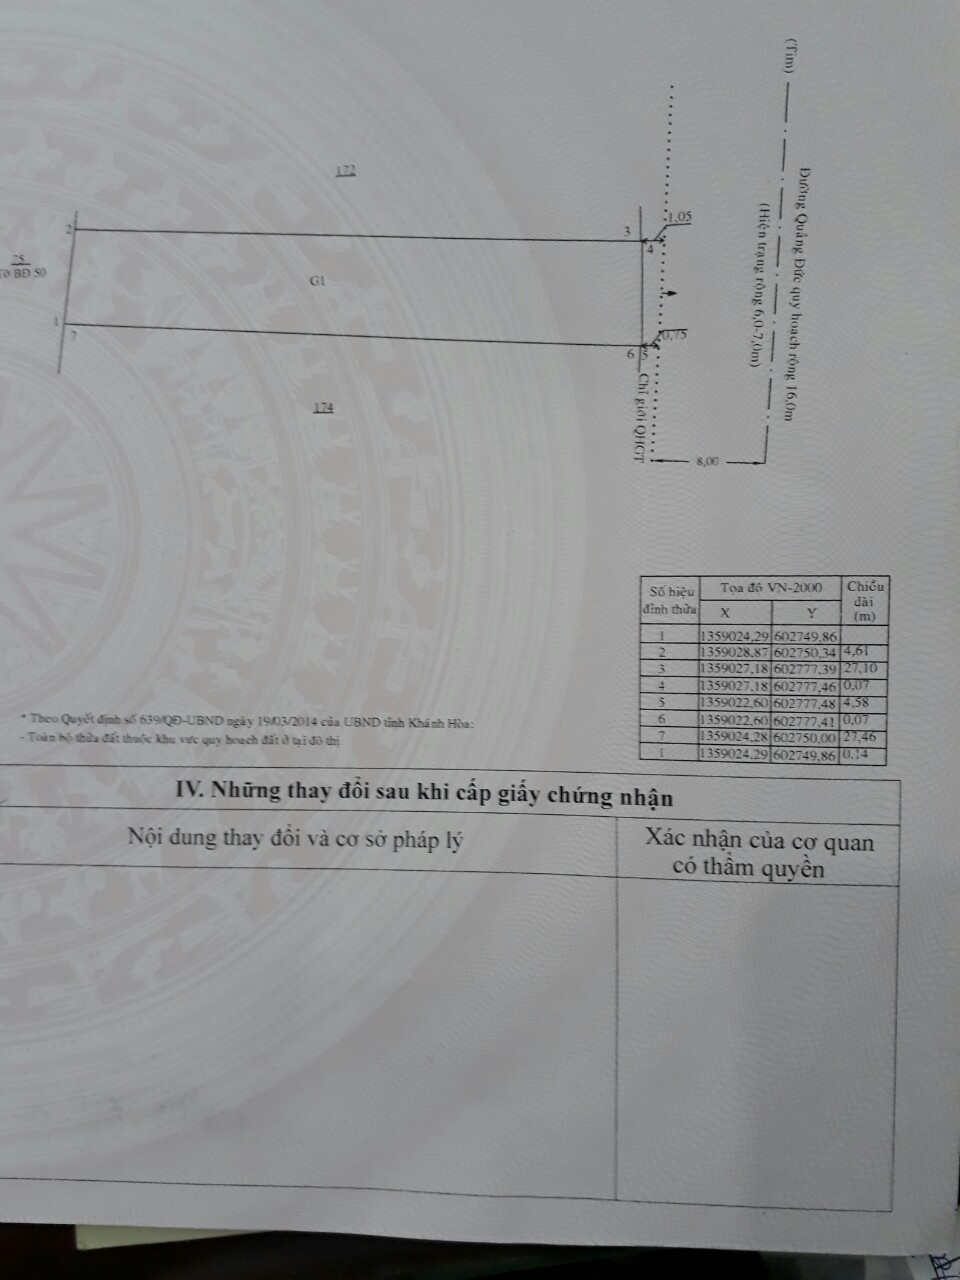 (Tim)
Đường Quảng Đức quy hoạch rộng 16,0m
(Hiện trạng rộng 6,0-7,0m)
172
1,05
2
3
4
25
Tờ BĐ 50
G1
1
7
0,75
6
5
Chỉ giới QHGT
174
8,00
Số hiệu đỉnh thửa | Tọa độ VN-2000 | Chiều dài (m)
X | Y
1 | 1359024,29 | 602749,86
2 | 1359028,87 | 602750,34 | 4,61
3 | 1359027,18 | 602777,39 | 27,10
4 | 1359027,18 | 602777,46 | 0,07
5 | 1359022,60 | 602777,48 | 4,58
6 | 1359022,60 | 602777,41 | 0,07
7 | 1359024,28 | 602750,00 | 27,46
1 | 1359024,29 | 602749,86 | 0,14
* Theo Quyết định số 639/QĐ-UBND ngày 19/03/2014 của UBND tỉnh Khánh Hòa:
- Toàn bộ thửa đất thuộc khu vực quy hoạch đất ở tại đô thị
IV. Những thay đổi sau khi cấp giấy chứng nhận
Nội dung thay đổi và cơ sở pháp lý
Xác nhận của cơ quan
có thẩm quyền